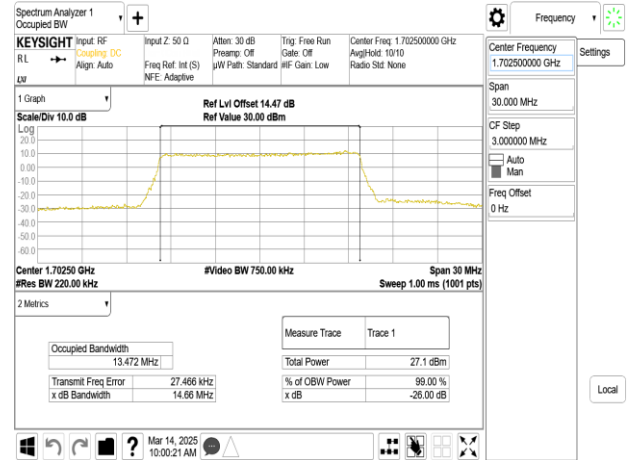 Spectrum Analyzer 1
Occupied BW
Frequency
KEYSIGHT
Input: RF
Input Z: 50 Ω
Atten: 30 dB
Trig: Free Run
Center Freq: 1.702500000 GHz
RL
Coupling: DC
Preamp: Off
Gate: Off
Avg|Hold: 10/10
Align: Auto
Freq Ref: Int (S)
µW Path: Standard
#IF Gain: Low
Radio Std: None
NFE: Adaptive
LXI
Center Frequency
1.702500000 GHz
Settings
Span
30.000 MHz
CF Step
3.000000 MHz
Auto
Man
Freq Offset
0 Hz
Local
1 Graph
Ref Lvl Offset 14.47 dB
Scale/Div 10.0 dB
Ref Value 30.00 dBm
Log
20.0
10.0
0.00
-10.0
-20.0
-30.0
-40.0
-50.0
-60.0
Center 1.70250 GHz
#Video BW 750.00 kHz
Span 30 MHz
#Res BW 220.00 kHz
Sweep 1.00 ms (1001 pts)
2 Metrics
Measure Trace
Trace 1
Occupied Bandwidth
13.472 MHz
Total Power
27.1 dBm
Transmit Freq Error
27.466 kHz
% of OBW Power
99.00 %
x dB Bandwidth
14.66 MHz
x dB
-26.00 dB
Mar 14, 2025
10:00:21 AM